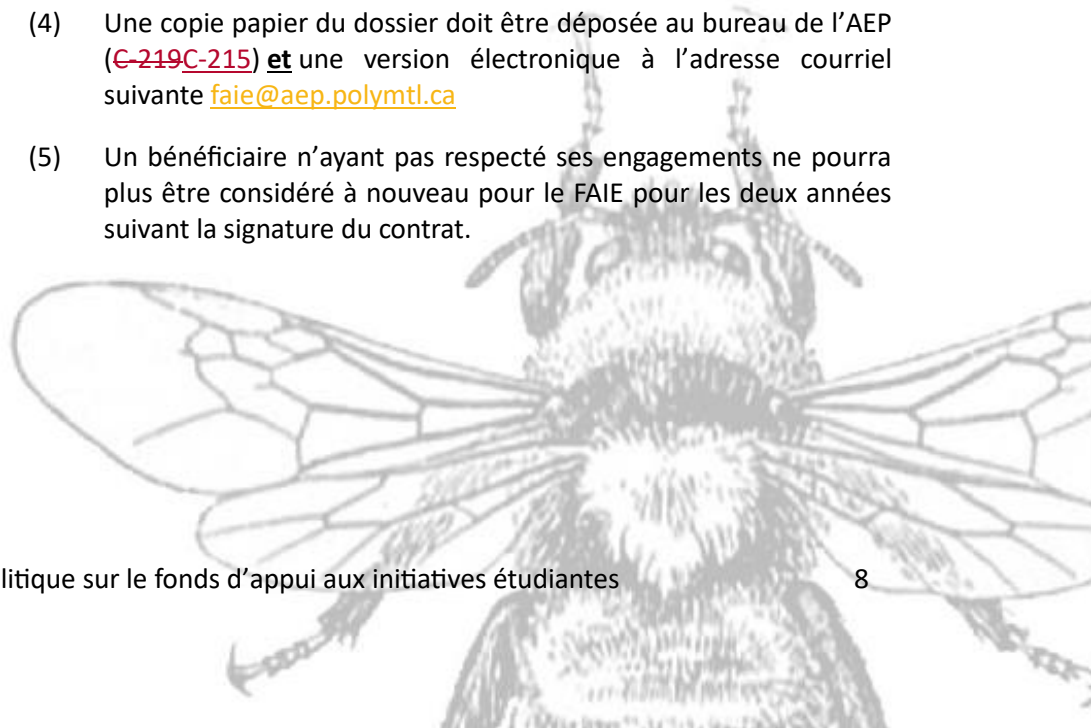 (4) Une copie papier du dossier doit être déposée au bureau de l’AEP
(C-219C-215) et une version électronique à l’adresse courriel
suivante faie@aep.polymtl.ca
(5) Un bénéficiaire n’ayant pas respecté ses engagements ne pourra
plus être considéré à nouveau pour le FAIE pour les deux années
suivant la signature du contrat.
litique sur le fonds d’appui aux initiatives étudiantes 8